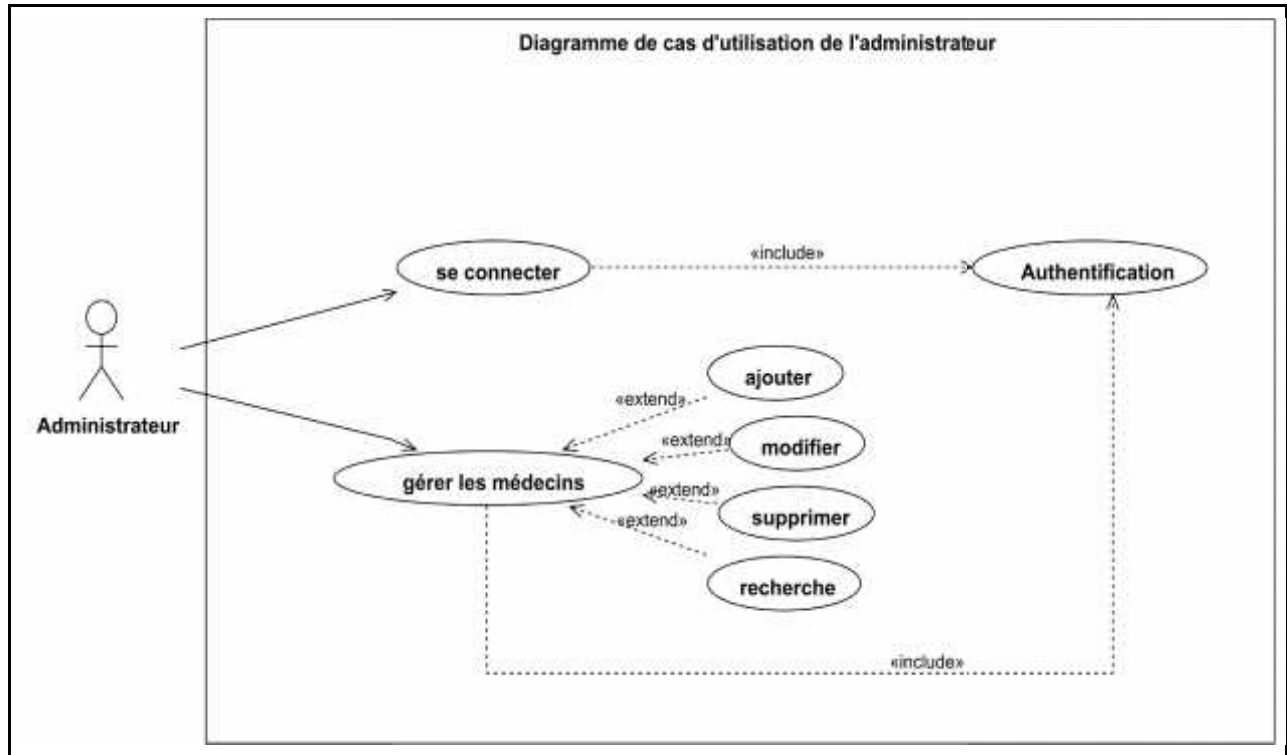 Diagramme de cas d'utilisation de l'administrateur
se connecter
«include»
Authentification
Administrateur
ajouter
«extend»
modifier
«extend»
gérer les médecins
«extend»
supprimer
«extend»
recherche
«include»